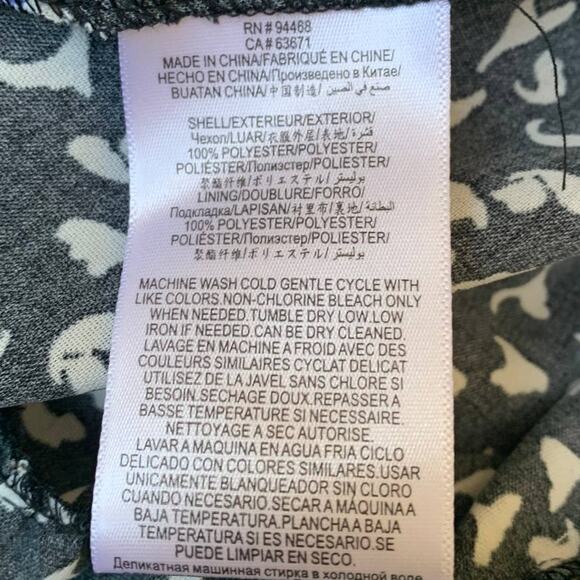 RN # 94468
CA # 63671
MADE IN CHINA/FABRIQUÉ EN CHINE/
HECHO EN CHINA/Произведено в Китае/
BUATAN CHINA/中国制造/ صنع في الصين
SHELL/EXTERIEUR/EXTERIOR/
Чехол/LUAR/衣服外层/表地/ قشرة/
100% POLYESTER/POLYESTER/
POLIÉSTER/Полиэстер/POLIESTER/
聚酯纤维/ポリエステル/ بوليستر/
LINING/DOUBLURE/FORRO/
Подкладка/LAPISAN/衬里布/裏地/ البطانة/
100% POLYESTER/POLYESTER/
POLIÉSTER/Полиэстер/POLIESTER/
聚酯纤维/ポリエステル/ بوليستر/
MACHINE WASH COLD GENTLE CYCLE WITH
LIKE COLORS.NON-CHLORINE BLEACH ONLY
WHEN NEEDED.TUMBLE DRY LOW.LOW
IRON IF NEEDED.CAN BE DRY CLEANED.
LAVAGE EN MACHINE A FROID AVEC DES
COULEURS SIMILAIRES CYCLAT DELICAT
UTILISEZ DE LA JAVEL SANS CHLORE SI
BESOIN.SECHAGE DOUX.REPASSER A
BASSE TEMPERATURE SI NECESSAIRE.
NETTOYAGE A SEC AUTORISE.
LAVAR A MAQUINA EN AGUA FRIA CICLO
DELICADO CON COLORES SIMILARES.USAR
ÚNICAMENTE BLANQUEADOR SIN CLORO
CUANDO NECESARIO.SECAR A MÁQUINA A
BAJA TEMPERATURA.PLANCHA A BAJA
TEMPERATURA SI ES NECESARIO.SE
PUEDE LIMPIAR EN SECO.
Деликатная машинная стирка в холодной воде